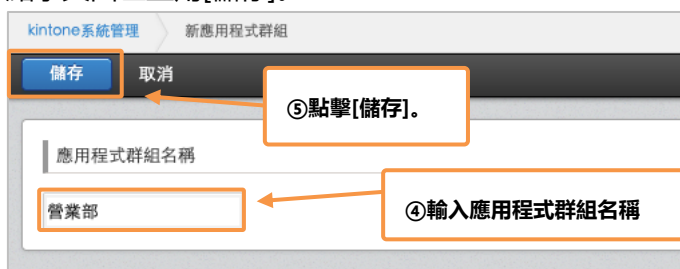 kintone系統管理 新應用程式群組
儲存 取消
⑤點擊[儲存]。
應用程式群組名稱
營業部
④輸入應用程式群組名稱